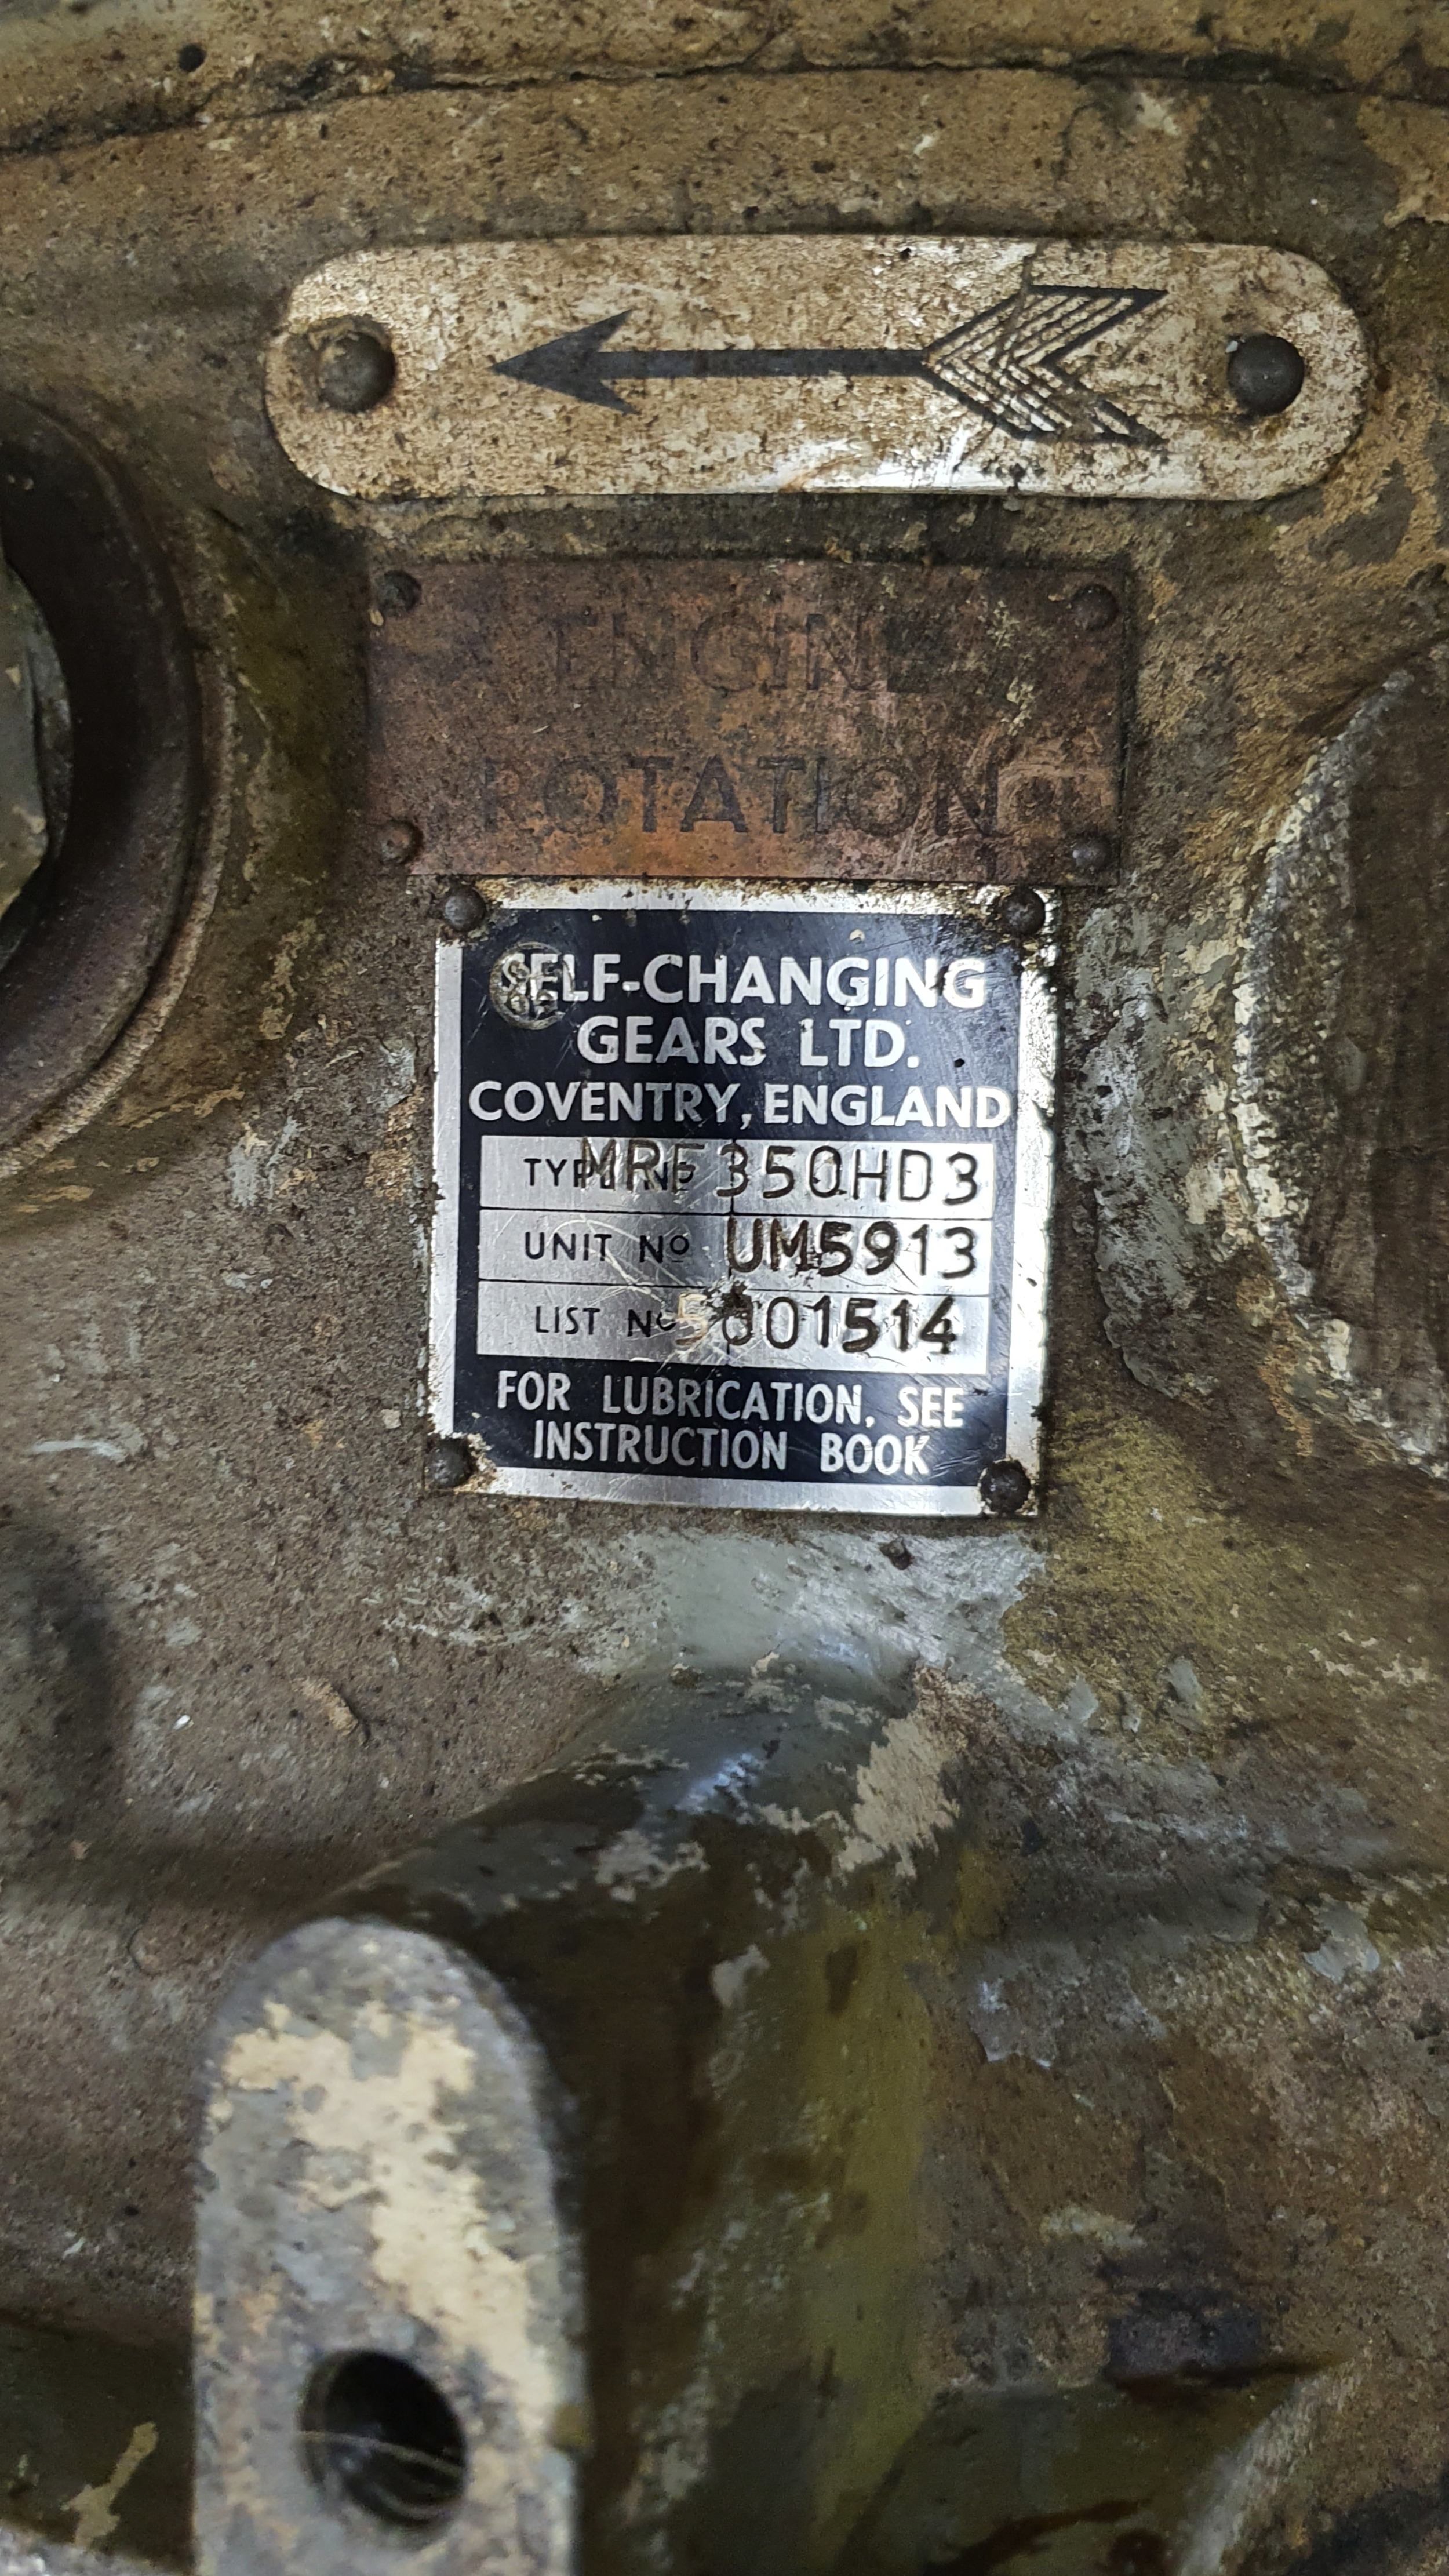 ENGINE
ROTATION
SELF-CHANGING
GEARS LTD.
COVENTRY, ENGLAND
TYPE Nº MRF350HD3
UNIT Nº UM5913
LIST Nº 5001514
FOR LUBRICATION, SEE
INSTRUCTION BOOK